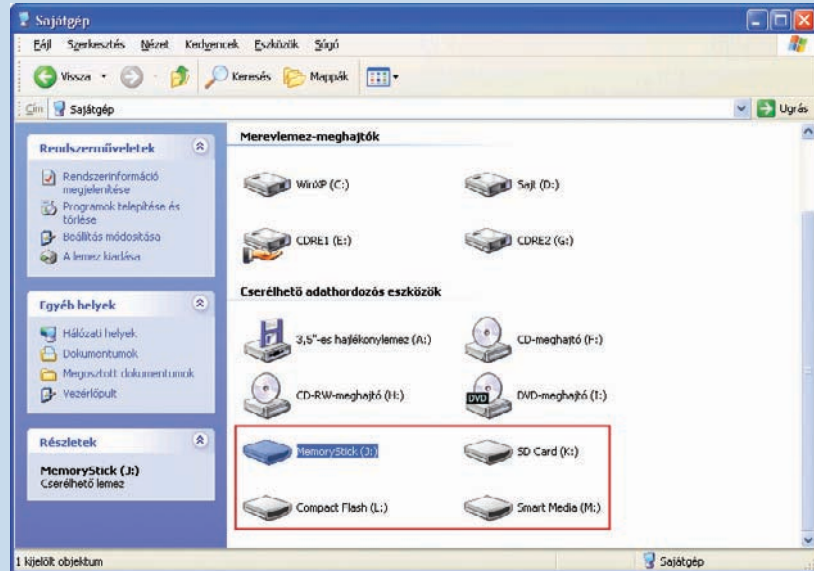 Sajátgép
Fájl Szerkesztés Nézet Kedvencek Eszközök Súgó
Vissza Keresés Mappák
Cím Sajátgép Ugrás
Rendszerműveletek
Rendszerinformáció
megjelenítése
Programok telepítése és
törlése
Beállítás módosítása
A lemez kiadása
Egyéb helyek
Hálózati helyek
Dokumentumok
Megosztott dokumentumok
Vezérlőpult
Részletek
MemoryStick (J:)
Cserélhető lemez
Merevlemez-meghajtók
WinXP (C:) Sajt (D:)
CDRE1 (E:) CDRE2 (G:)
Cserélhető adathordozós eszközök
3,5"-es hajlékonylemez (A:) CD-meghajtó (F:)
CD-RW-meghajtó (H:) DVD DVD-meghajtó (I:)
MemoryStick (J:) SD Card (K:)
Compact Flash (L:) Smart Media (M:)
1 kijelölt objektum Sajátgép